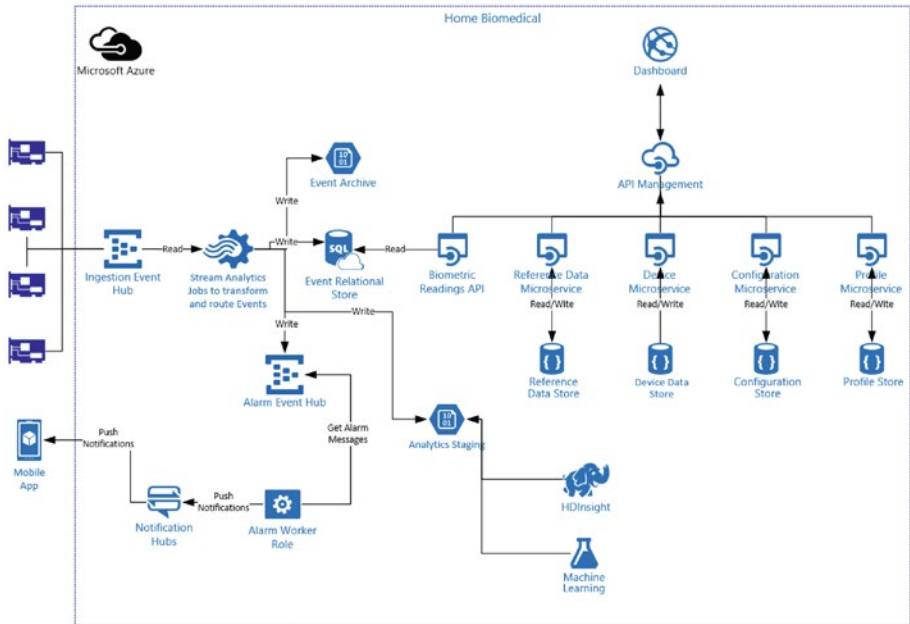 Home Biomedical
Microsoft Azure
Dashboard
API Management
Event Archive
Write
Ingestion Event
Hub
Read
Stream Analytics
Jobs to transform
and route Events
Write
SQL
Event Relational
Store
Read
Biometric
Readings API
Reference Data
Microservice
Device
Microservice
Configuration
Microservice
Profile
Microservice
Read/Wite
Read/Write
Read/Wite
Read/Wite
Write
Write
Alarm Event Hub
Reference
Data Store
Device Data
Store
Configuration
Store
Profile Store
Get Alarm
Messages
10
01
Analytics Staging
Push
Notifications
Mobile
App
Push
Notifications
Notification
Hubs
Alarm Worker
Role
HDInsight
Machine
Learning